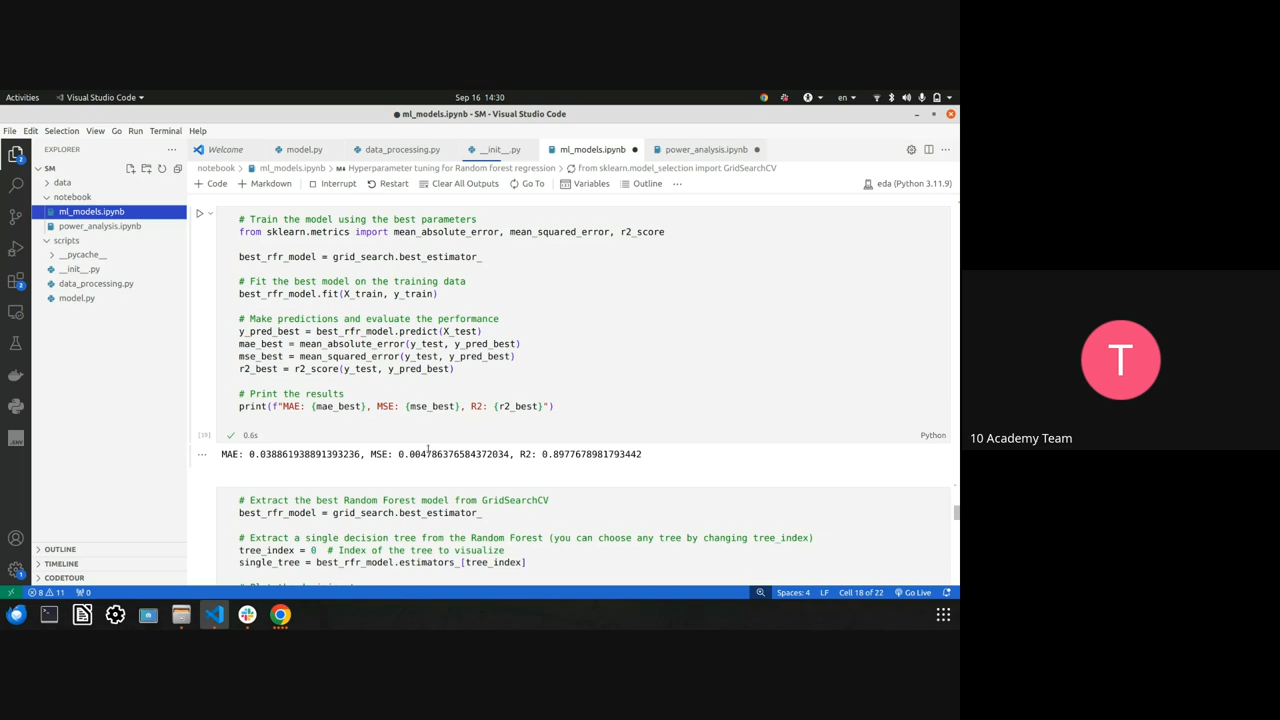 Activities
Visual Studio Code
Sep 16 14:30
en
ml_models.ipynb - SM - Visual Studio Code
File Edit Selection View Go Run Terminal Help
EXPLORER
Welcome
model.py
data_processing.py
__init__.py
ml_models.ipynb
power_analysis.ipynb
SM
notebook > ml_models.ipynb > Hyperparameter tuning for Random forest regression > from sklearn.model_selection import GridSearchCV
+ Code + Markdown Interrupt Restart Clear All Outputs Go To Variables Outline ... eda (Python 3.11.9)
data
notebook
ml_models.ipynb
power_analysis.ipynb
scripts
__pycache__
__init__.py
data_processing.py
model.py
OUTLINE
TIMELINE
CODETOUR
# Train the model using the best parameters
from sklearn.metrics import mean_absolute_error, mean_squared_error, r2_score
best_rfr_model = grid_search.best_estimator_
# Fit the best model on the training data
best_rfr_model.fit(X_train, y_train)
# Make predictions and evaluate the performance
y_pred_best = best_rfr_model.predict(X_test)
mae_best = mean_absolute_error(y_test, y_pred_best)
mse_best = mean_squared_error(y_test, y_pred_best)
r2_best = r2_score(y_test, y_pred_best)
# Print the results
print(f"MAE: {mae_best}, MSE: {mse_best}, R2: {r2_best}")
[19] 0.6s Python
... MAE: 0.038861938891393236, MSE: 0.004786376584372034, R2: 0.8977678981793442
# Extract the best Random Forest model from GridSearchCV
best_rfr_model = grid_search.best_estimator_
# Extract a single decision tree from the Random Forest (you can choose any tree by changing tree_index)
tree_index = 0 # Index of the tree to visualize
single_tree = best_rfr_model.estimators_[tree_index]
8 11 0 Spaces: 4 LF Cell 18 of 22 Go Live
T
10 Academy Team